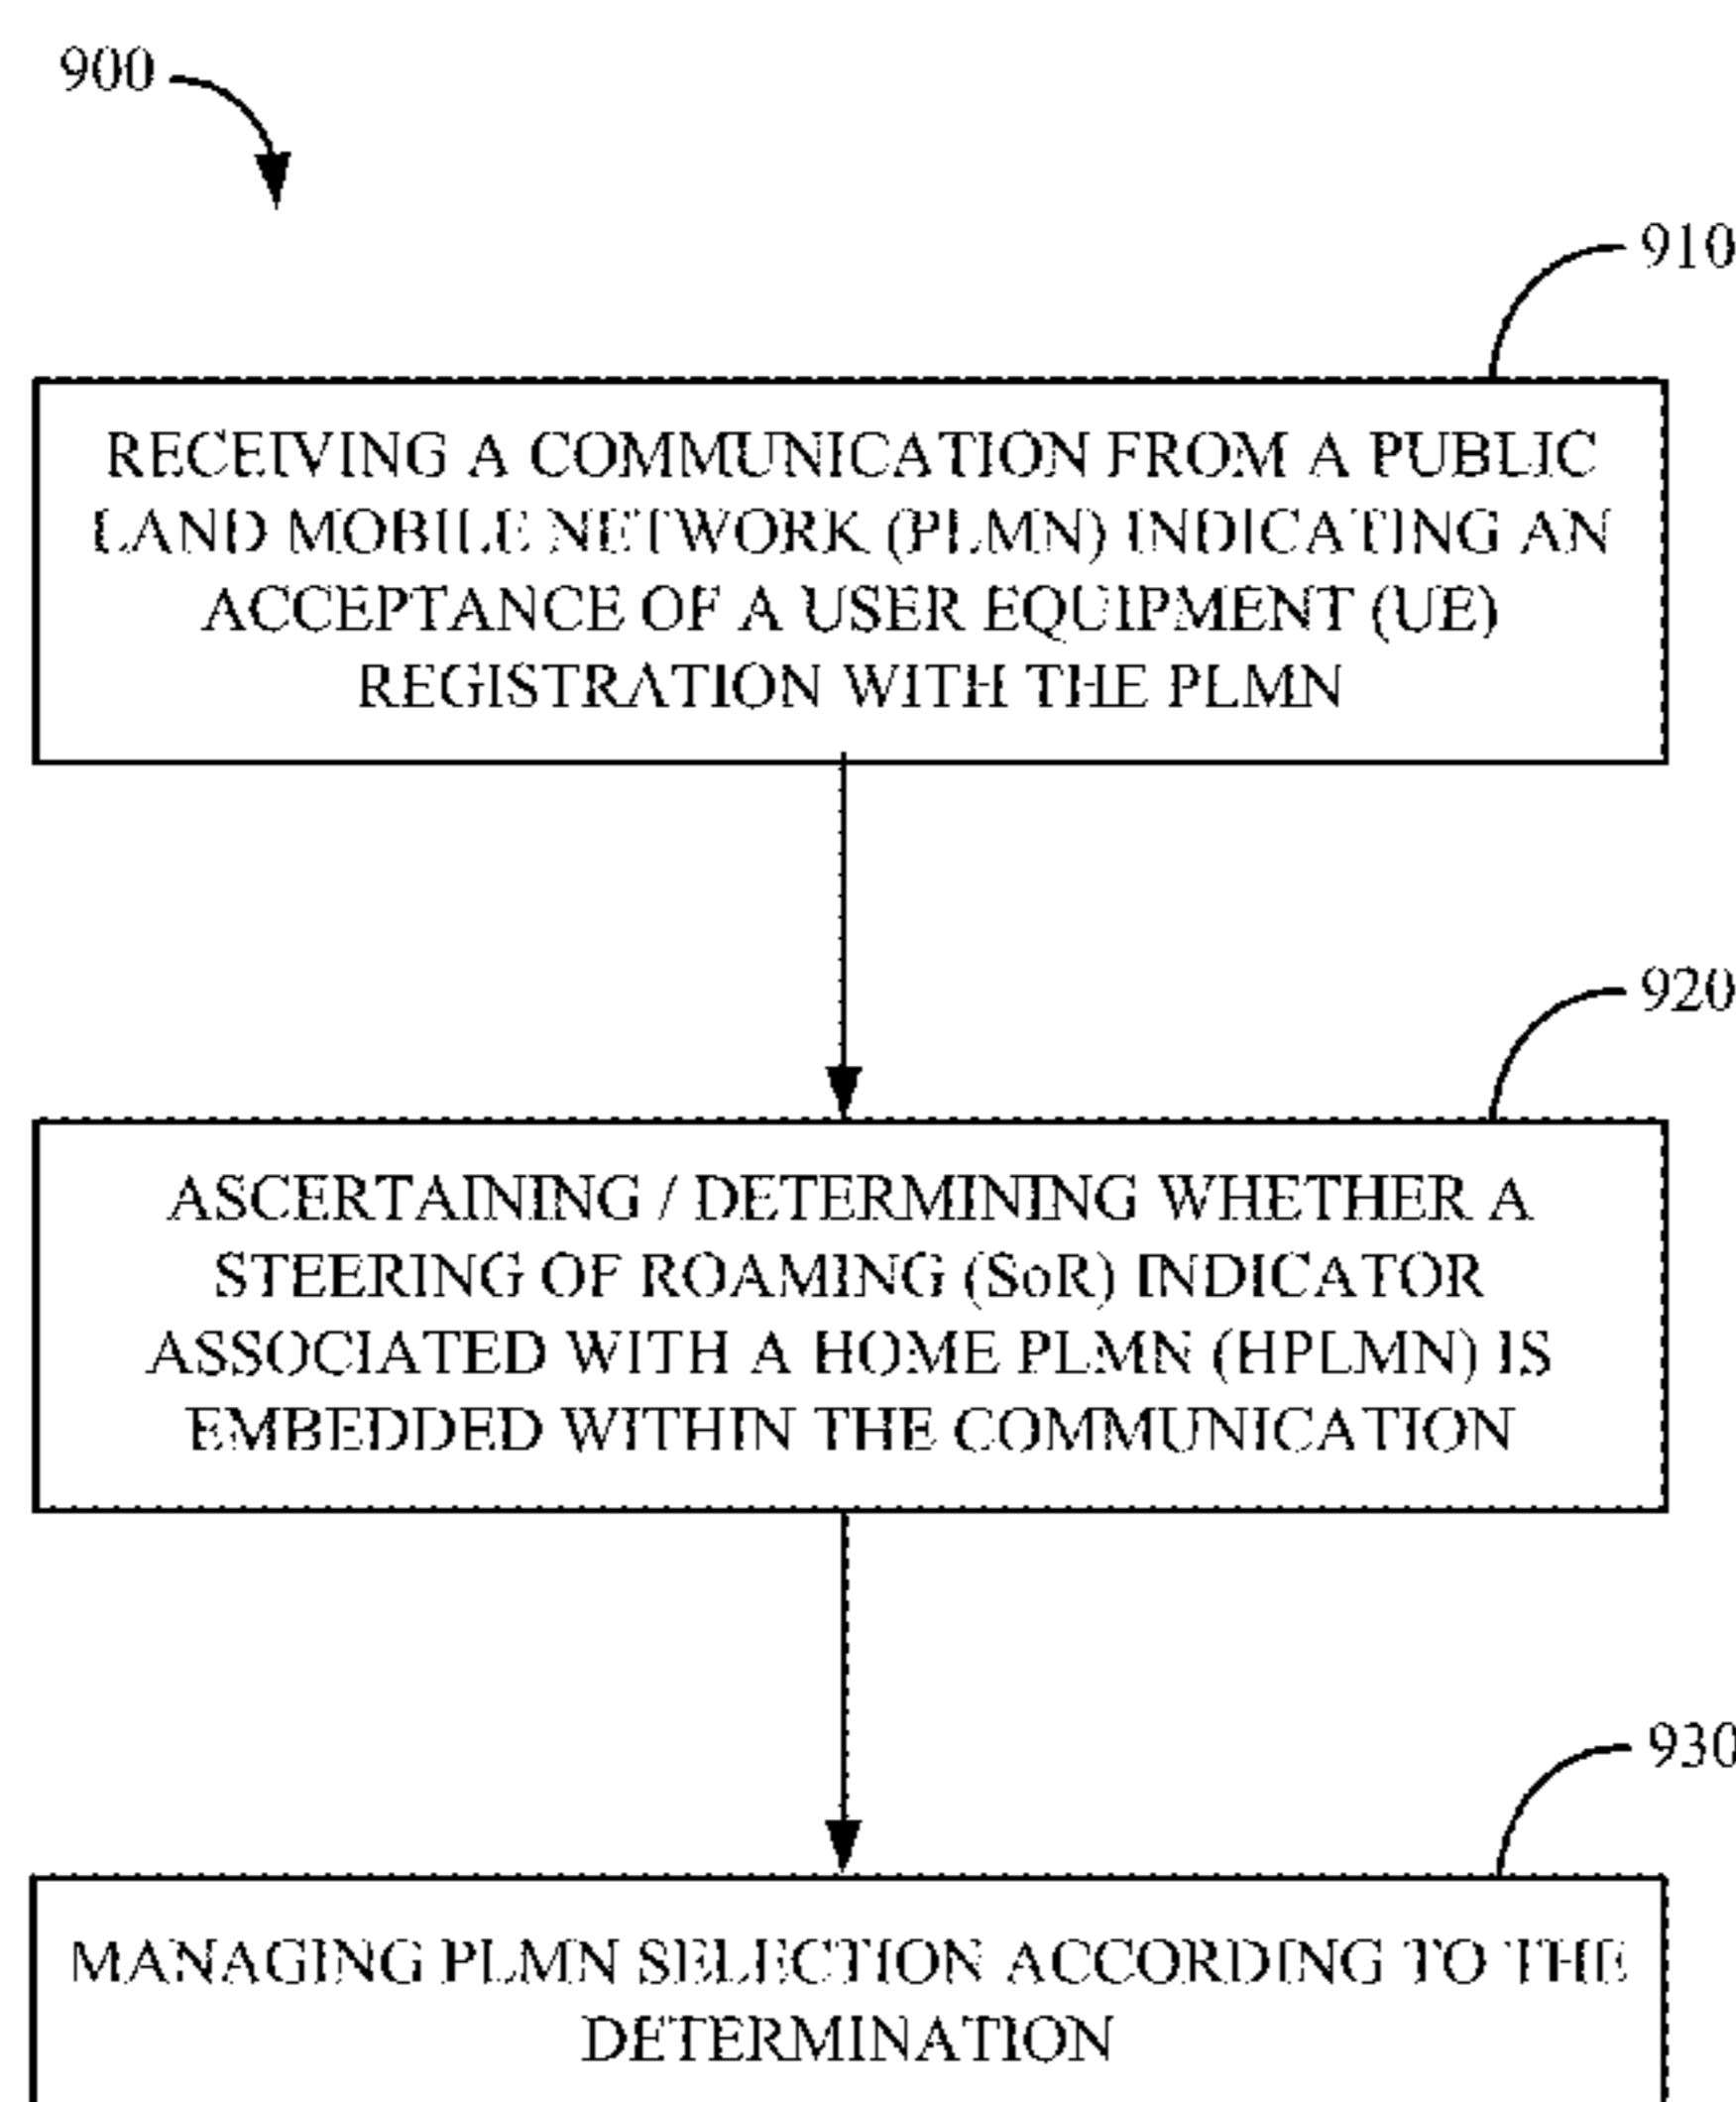 900
910
RECEIVING A COMMUNICATION FROM A PUBLIC
LAND MOBILE NETWORK (PLMN) INDICATING AN
ACCEPTANCE OF A USER EQUIPMENT (UE)
REGISTRATION WITH THE PLMN
920
ASCERTAINING / DETERMINING WHETHER A
STEERING OF ROAMING (SoR) INDICATOR
ASSOCIATED WITH A HOME PLMN (HPLMN) IS
EMBEDDED WITHIN THE COMMUNICATION
930
MANAGING PLMN SELECTION ACCORDING TO THE
DETERMINATION